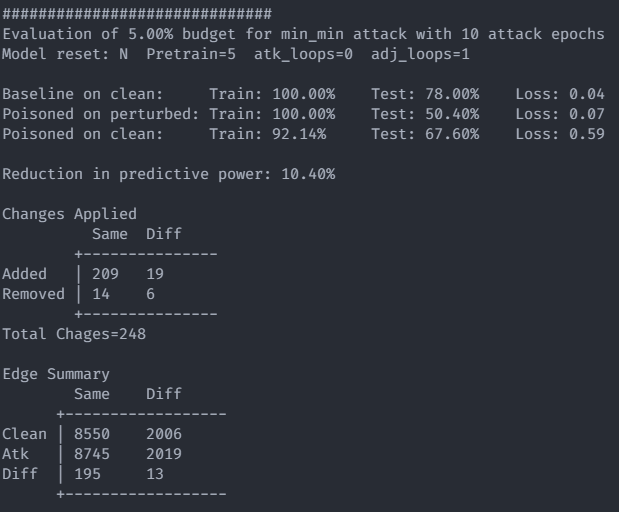 ##############################
Evaluation of 5.00% budget for min_min attack with 10 attack epochs
Model reset: N  Pretrain=5  atk_loops=0  adj_loops=1
Baseline on clean:     Train: 100.00%    Test: 78.00%    Loss: 0.04
Poisoned on perturbed: Train: 100.00%    Test: 50.40%    Loss: 0.07
Poisoned on clean:     Train: 92.14%     Test: 67.60%    Loss: 0.59
Reduction in predictive power: 10.40%
Changes Applied
          Same  Diff
        +---------------
Added   | 209   19
Removed | 14    6
        +---------------
Total Chages=248
Edge Summary
        Same    Diff
      +------------------
Clean | 8550    2006
Atk   | 8745    2019
Diff  | 195     13
      +------------------